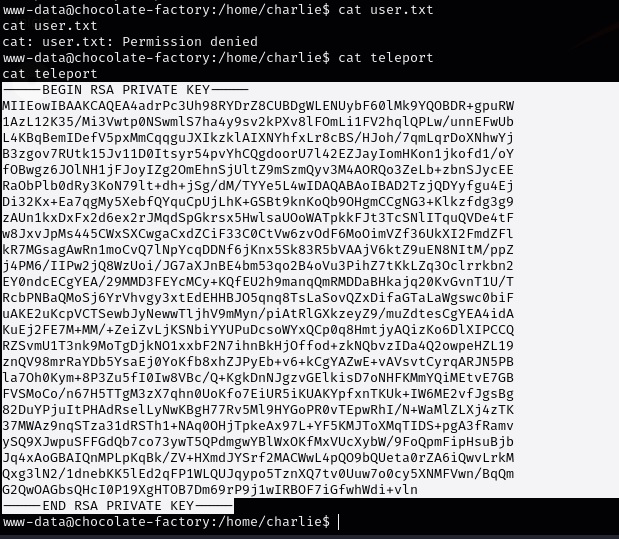 www-data@chocolate-factory:/home/charlie$ cat user.txt
cat user.txt
cat: user.txt: Permission denied
www-data@chocolate-factory:/home/charlie$ cat teleport
cat teleport
-----BEGIN RSA PRIVATE KEY-----
MIIEowIBAAKCAQEA4adrPc3Uh98RYDrZ8CUBDgWLENUybF60lMk9YQOBDR+gpuRW
1AzL12K35/Mi3Vwtp0NSwmlS7ha4y9sv2kPXv8lFOmLi1FV2hqlQPLw/unnEFwUb
L4KBqBemIDefV5pxMmCqqguJXIkzklAIXNYhfxLr8cBS/HJoh/7qmLqrDoXNhwYj
B3zgov7RUtk15Jv11D0Itsyr54pvYhCQgdoorU7l42EZJayIomHKon1jkofd1/oY
fOBwgz6JOlNH1jFJoyIZg2OmEhnSjUltZ9mSzmQyv3M4AORQo3ZeLb+zbnSJycEE
RaObPlb0dRy3KoN79lt+dh+jSg/dM/TYYe5L4wIDAQABAoIBAD2TzjQDYyfgu4Ej
Di32Kx+Ea7qgMy5XebfQYquCpUjLhK+GSBt9knKoQb9OHgmCCgNG3+Klkzfdg3g9
zAUn1kxDxFx2d6ex2rJMqdSpGkrsx5HwlsaUOoWATpkkFJt3TcSNlITquQVDe4tF
w8JxvJpMs445CWxSXCwgaCxdZCiF33C0CtVw6zvOdF6MoOimVZf36UkXI2FmdZFl
kR7MGsagAwRn1moCvQ7lNpYcqDDNf6jKnx5Sk83R5bVAAjV6ktZ9uEN8NItM/ppZ
j4PM6/IIPw2jQ8WzUoi/JG7aXJnBE4bm53qo2B4oVu3PihZ7tKkLZq3Oclrrkbn2
EY0ndcECgYEA/29MMD3FEYcMCy+KQfEU2h9manqQmRMDDaBHkajq20KvGvnT1U/T
RcbPNBaQMoSj6YrVhvgy3xtEdEHHBJO5qnq8TsLaSovQZxDifaGTaLaWgswc0biF
uAKE2uKcpVCTSewbJyNewwTljhV9mMyn/piAtRlGXkzeyZ9/muZdtesCgYEA4idA
KuEj2FE7M+MM/+ZeiZvLjKSNbiYYUPuDcsoWYxQCp0q8HmtjyAQizKo6DlXIPCCQ
RZSvmU1T3nk9MoTgDjkNO1xxbF2N7ihnBkHjOffod+zkNQbvzIDa4Q2owpeHZL19
znQV98mrRaYDb5YsaEj0YoKfb8xhZJPyEb+v6+kCgYAZwE+vAVsvtCyrqARJN5PB
la7Oh0Kym+8P3Zu5fI0Iw8VBc/Q+KgkDnNJgzvGElkisD7oNHFKMmYQiMEtvE7GB
FVSMoCo/n67H5TTgM3zX7qhn0UoKfo7EiUR5iKUAKYpfxnTKUk+IW6ME2vfJgsBg
82DuYPjuItPHAdRselLyNwKBgH77Rv5Ml9HYGoPR0vTEpwRhI/N+WaMlZLXj4zTK
37MWAz9nqSTza31dRSTh1+NAq0OHjTpkeAx97L+YF5KMJToXMqTIDS+pgA3fRamv
ySQ9XJwpuSFFGdQb7co73ywT5QPdmgwYBlWxOKfMxVUcXybW/9FoQpmFipHsuBjb
Jq4xAoGBAIQnMPLpKqBk/ZV+HXmdJYSrf2MACWwL4pQO9bQUeta0rZA6iQwvLrkM
Qxg3lN2/1dnebKK5lEd2qFP1WLQUJqypo5TznXQ7tv0Uuw7o0cy5XNMFVwn/BqQm
G2QwOAGbsQHcI0P19XgHTOB7Dm69rP9j1wIRBOF7iGfwhWdi+vln
-----END RSA PRIVATE KEY-----
www-data@chocolate-factory:/home/charlie$